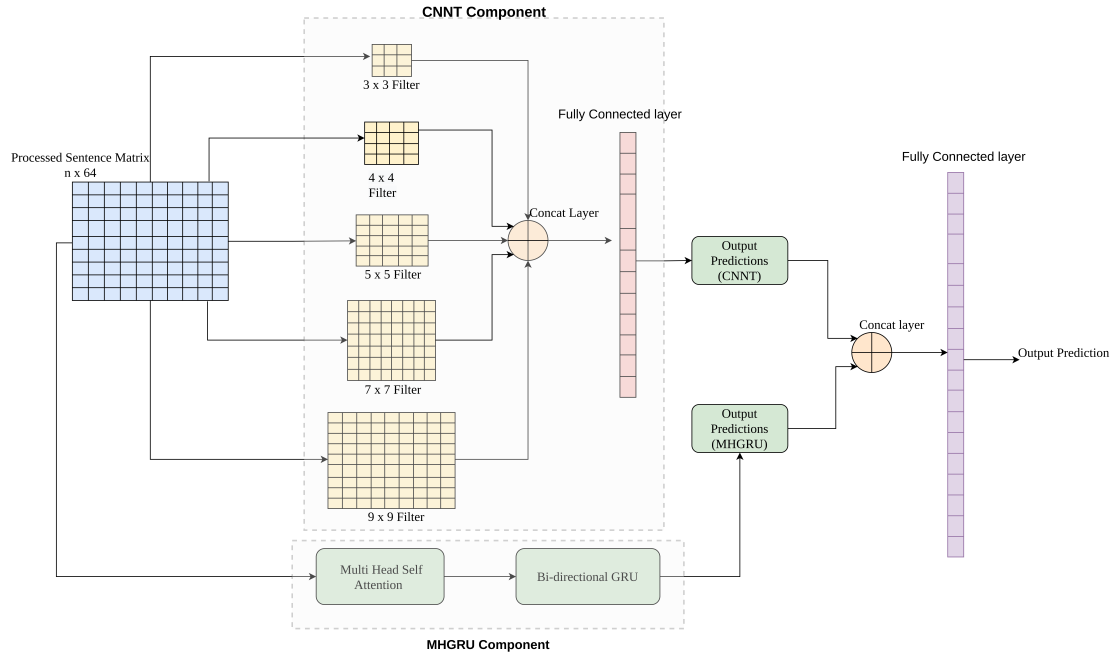 CNNT Component
3 x 3 Filter
Fully Connected layer
4 x 4
Filter
Processed Sentence Matrix
n x 64
Fully Connected layer
Concat Layer
5 x 5 Filter
Output
Predictions
(CNNT)
Concat layer
Output Prediction
7 x 7 Filter
Output
Predictions
(MHGRU)
9 x 9 Filter
Multi Head Self
Attention
Bi-directional GRU
MHGRU Component